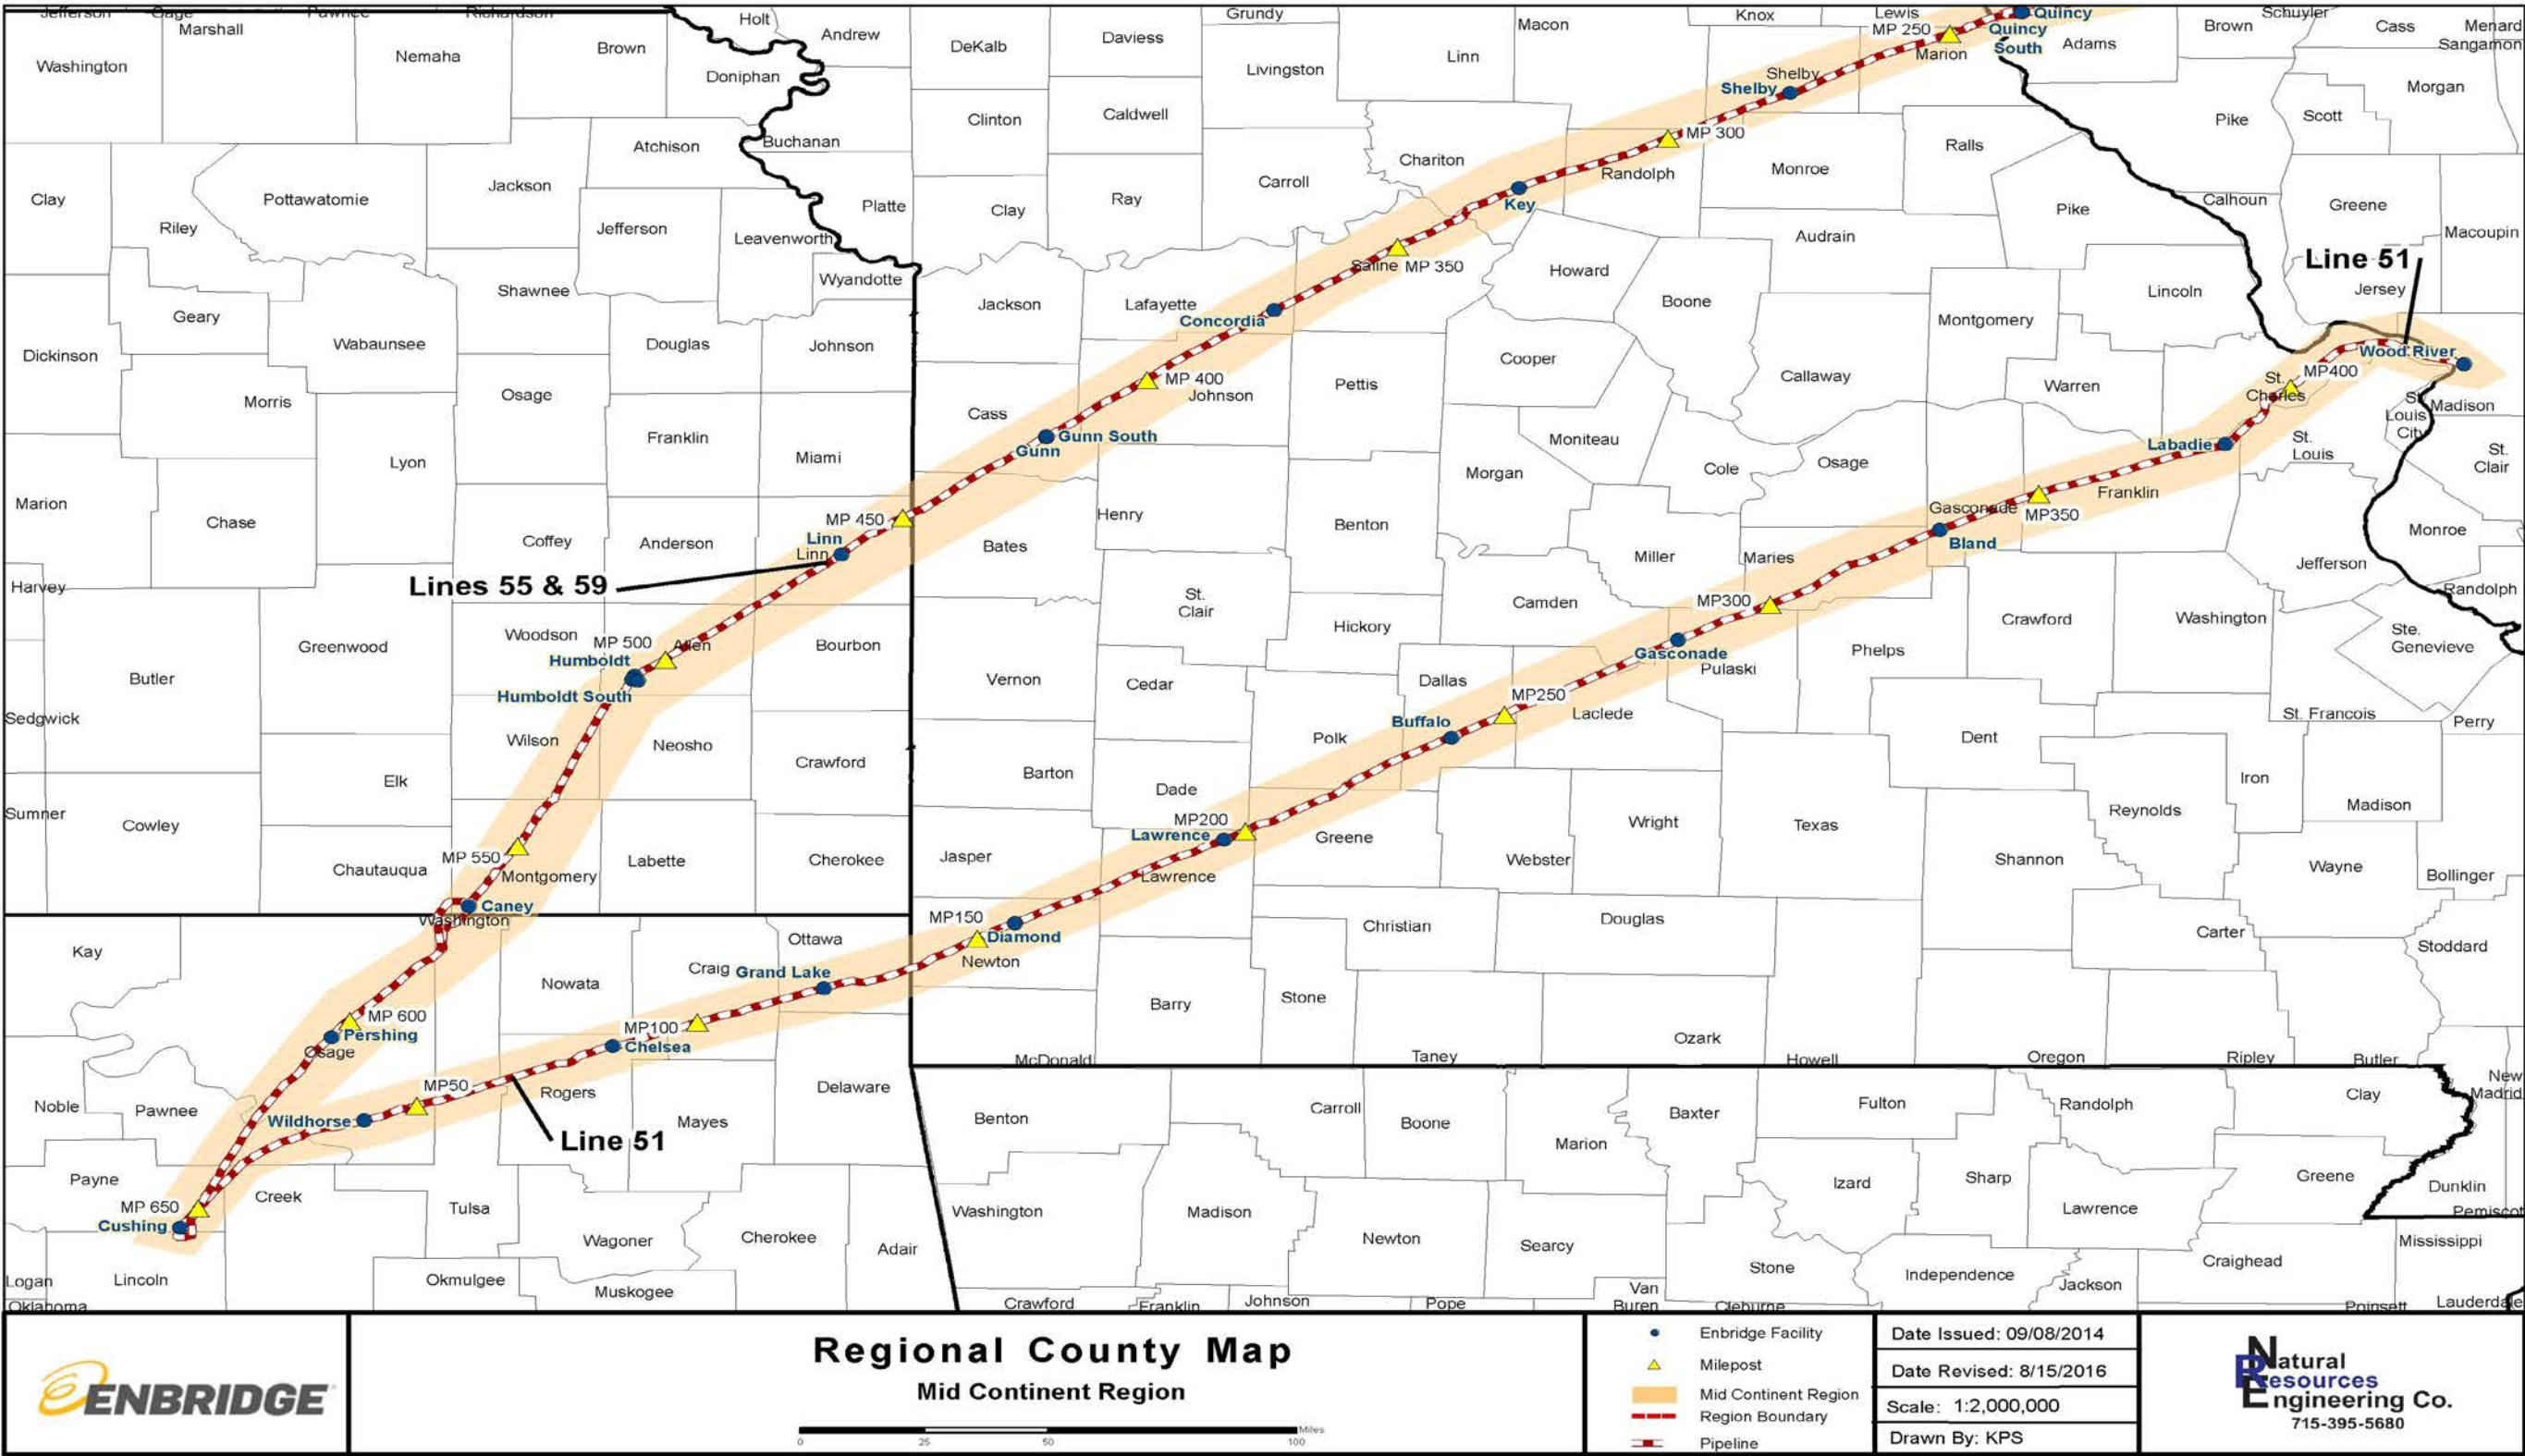 Jefferson Gage Pawnee Richardson Holt Grundy Knox Lewis Quincy Schuyler
Marshall Andrew Macon MP 250 Quincy South Brown Cass Menard
Washington Nemaha Brown DeKalb Daviess Linn Marion Adams Sangamon
Doniphan Livingston Shelby
Shelby Morgan
Clinton Caldwell Pike Scott
Atchison Buchanan MP 300
Chariton Ralls
Jackson Carroll Randolph Monroe
Clay Pottawatomie Platte Clay Ray Key Pike Calhoun Greene
Riley Jefferson Leavenworth Audrain Macoupin
Saline MP 350 Howard Line 51
Wyandotte
Shawnee Jackson Lafayette Boone Lincoln Jersey
Geary Concordia Montgomery
Dickinson Wabaunsee Douglas Johnson Cooper Wood River
MP 400 Pettis Callaway Warren St. Charles MP400
Morris Osage Johnson St. Louis City Madison
Cass
Franklin Gunn South Moniteau Labadie St. Louis
Lyon Miami Gunn Morgan Cole Osage St. Clair
Marion Chase MP 450 Henry Benton Gasconade MP350 Franklin
Coffey Anderson Linn Bates Bland Monroe
Linn Miller Maries
Harvey Lines 55 & 59 Jefferson
St. Clair Camden MP300 Randolph
Greenwood Woodson MP 500 Allen Bourbon Hickory Crawford Washington
Humboldt Gasconade Phelps Ste. Genevieve
Butler Humboldt South Vernon Cedar Dallas Pulaski
MP250
Sedgwick Buffalo Laclede St. Francois Perry
Wilson Neosho Polk Dent
Elk Crawford Barton Dade Iron
Sumner Cowley MP200 Reynolds Madison
Lawrence Greene Wright Texas
MP 550 Labette Cherokee Jasper Webster Shannon
Chautauqua Montgomery Lawrence Wayne Bollinger
Caney MP150 Christian Douglas
Washington
Kay Ottawa Diamond Carter Stoddard
Craig Grand Lake Newton
Nowata Barry Stone
MP 600 MP100
Pershing Chelsea Ozark
Osage McDonald Taney Howell Oregon Ripley Butler
MP50 Rogers Delaware New Madrid
Noble Pawnee Wildhorse Mayes Benton Carroll Boone Baxter Fulton Randolph Clay
Line 51 Marion
Payne Creek Izard Sharp Greene
MP 650 Tulsa Washington Madison Lawrence Dunklin
Cushing Pemiscot
Wagoner Cherokee Adair Newton Searcy Mississippi
Logan Lincoln Okmulgee Stone Independence Craighead
Muskogee Van Buren Jackson
Oklahoma Crawford Franklin Johnson Pope Cleburne Poinsett Lauderdale
ENBRIDGE
Regional County Map
Mid Continent Region
Miles
0 25 50 100
Enbridge Facility
Milepost
Mid Continent Region
Region Boundary
Pipeline
Date Issued: 09/08/2014
Date Revised: 8/15/2016
Scale: 1:2,000,000
Drawn By: KPS
Natural
Resources
Engineering Co.
715-395-5680